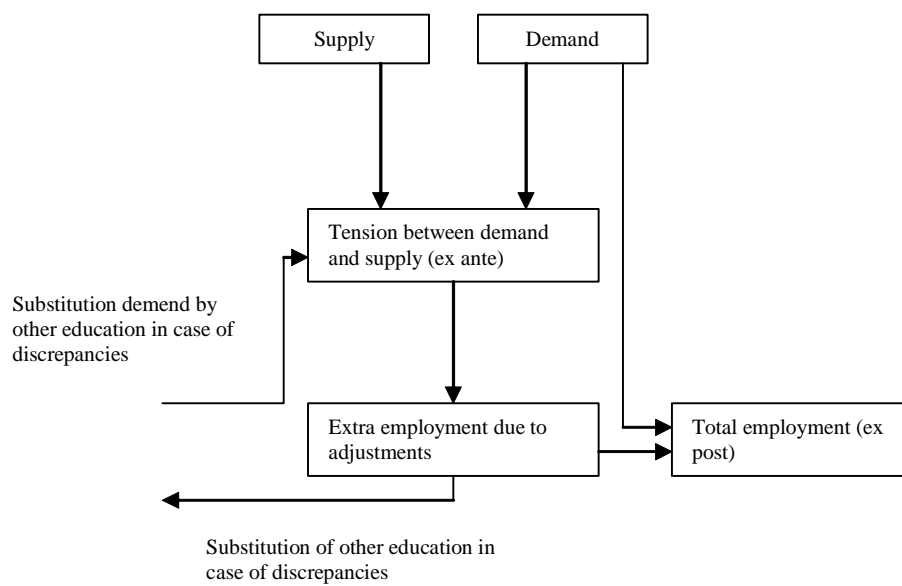 Supply
Demand
Tension between demand
and supply (ex ante)
Substitution demend by
other education in case of
discrepancies
Extra employment due to
adjustments
Total employment (ex
post)
Substitution of other education in
case of discrepancies